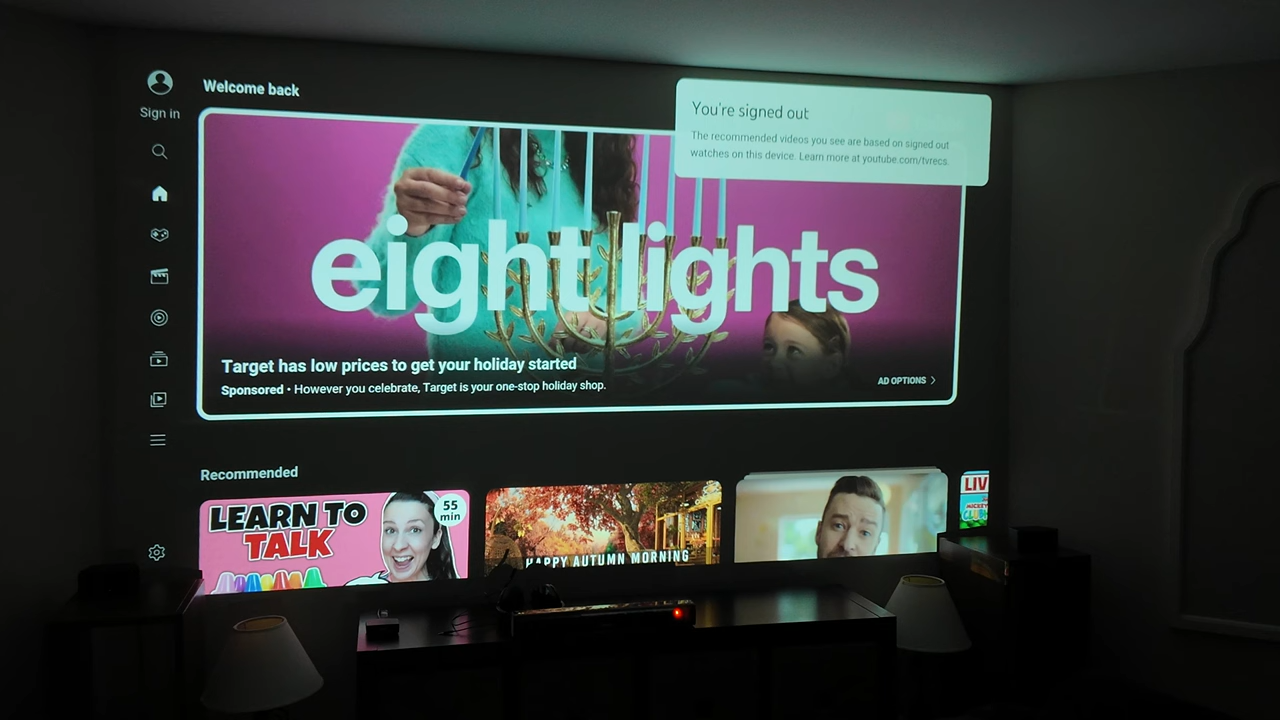 Sign in
Welcome back
You're signed out
The recommended videos you see are based on signed out
watches on this device. Learn more at youtube.com/tvrecs.
eight lights
Target has low prices to get your holiday started
Sponsored • However you celebrate, Target is your one-stop holiday shop.
AD OPTIONS
Recommended
LEARN TO
TALK
55
min
HAPPY AUTUMN MORNING
LIV
MICKEY